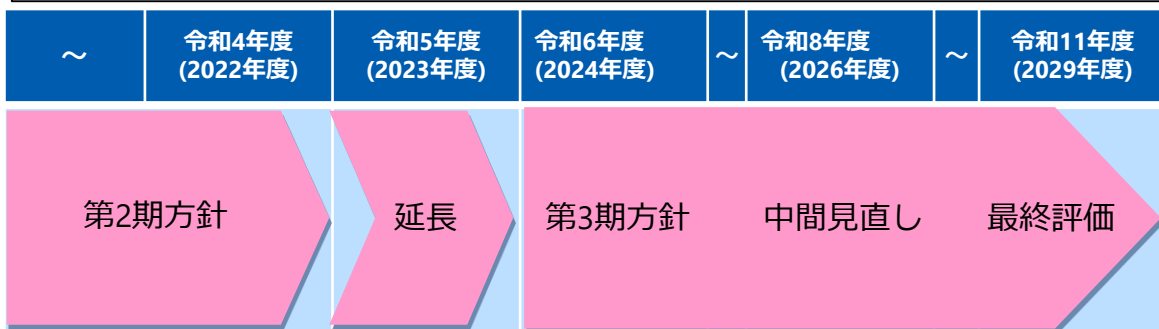 ～
令和4年度
(2022年度)
令和5年度
(2023年度)
令和6年度
(2024年度)
～
令和8年度
(2026年度)
～
令和11年度
(2029年度)
第2期方針
延長
第3期方針
中間見直し
最終評価